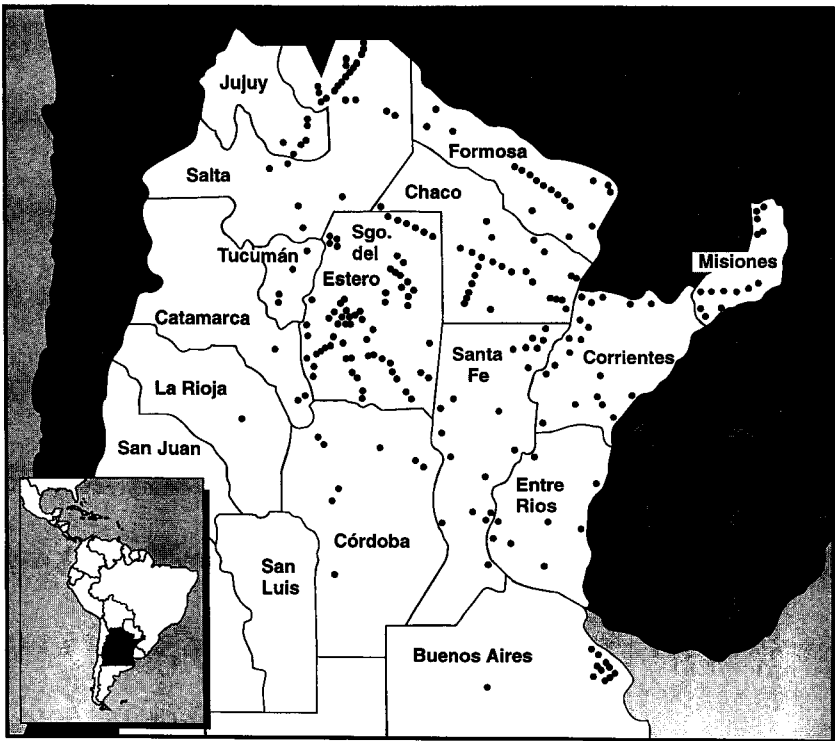 Jujuy
Formosa
Salta
Chaco
Sgo.
del
Estero
Tucumán
Misiones
Catamarca
Santa
Fe
Corrientes
La Rioja
San Juan
Entre
Rios
Córdoba
San
Luis
Buenos Aires